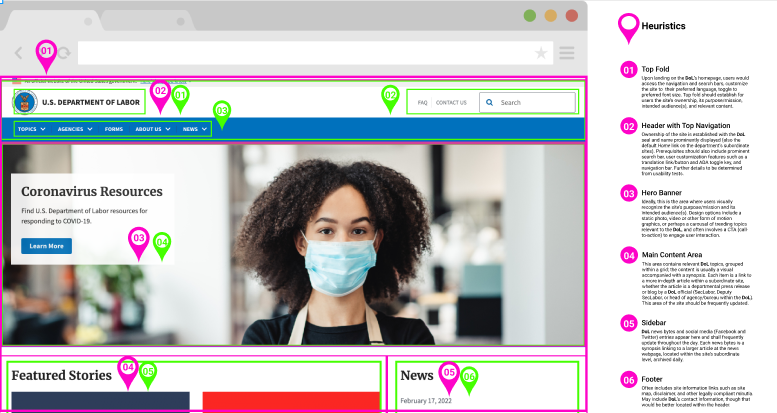 Heuristics
01
U.S. DEPARTMENT OF LABOR
02
01
02
FAQ
CONTACT US
Search
03
TOPICS
AGENCIES
FORMS
ABOUT US
NEWS
Coronavirus Resources
Find U.S. Department of Labor resources for
responding to COVID-19.
Learn More
03
04
04
05
Featured Stories
News
05
06
February 17, 2022
01
Top Fold
Upon landing on the DoL's homepage, users would
access the navigation and search bars, customize
the site to their preferred language, toggle to
preferred font size. Top fold should establish for
users the site's ownership, its purpose/mission,
intended audience(s), and relevant content.
02
Header with Top Navigation
Ownership of the site is established with the DoL
seal and name prominently displayed (also the
default Home link on the department's subordinate
sites). Prerequisites should also include prominent
search bar, user customization features such as a
translation link/button and ADA toggle key, and
navigation bar. Further details to be determined
from usability tests.
03
Hero Banner
Ideally, this is the area where users visually
recognize the site's purpose/mission and its
intended audience(s). Design options include a
static photo, video or other form of motion
graphics, or perhaps a carousel of trending topics
relevant to the DoL, and often involves a CTA (call-
to-action) to engage user interaction.
04
Main Content Area
This area contains relevant DoL topics, grouped
within a grid; the content is usually a visual
accompanied with a synopsis. Each item is a link to
a more in-depth article within a subordinate site,
whether the article is a departmental press release
or blog by a DoL official (SecLabor, Deputy
SecLabor, or head of agency/bureau within the DoL).
This area of the site should be frequently updated.
05
Sidebar
DoL news bytes and social media (Facebook and
Twitter) entries appear here and shall frequently
update throughout the day. Each news bytes is a
synopsis linking to a larger article at the news
webpage, located within the site's subordinate
level, archived daily.
06
Footer
Often includes site information links such as site
map, disclaimer, and other legally compliant minutia.
May include DoL's contact information, though that
would be better located within the header.